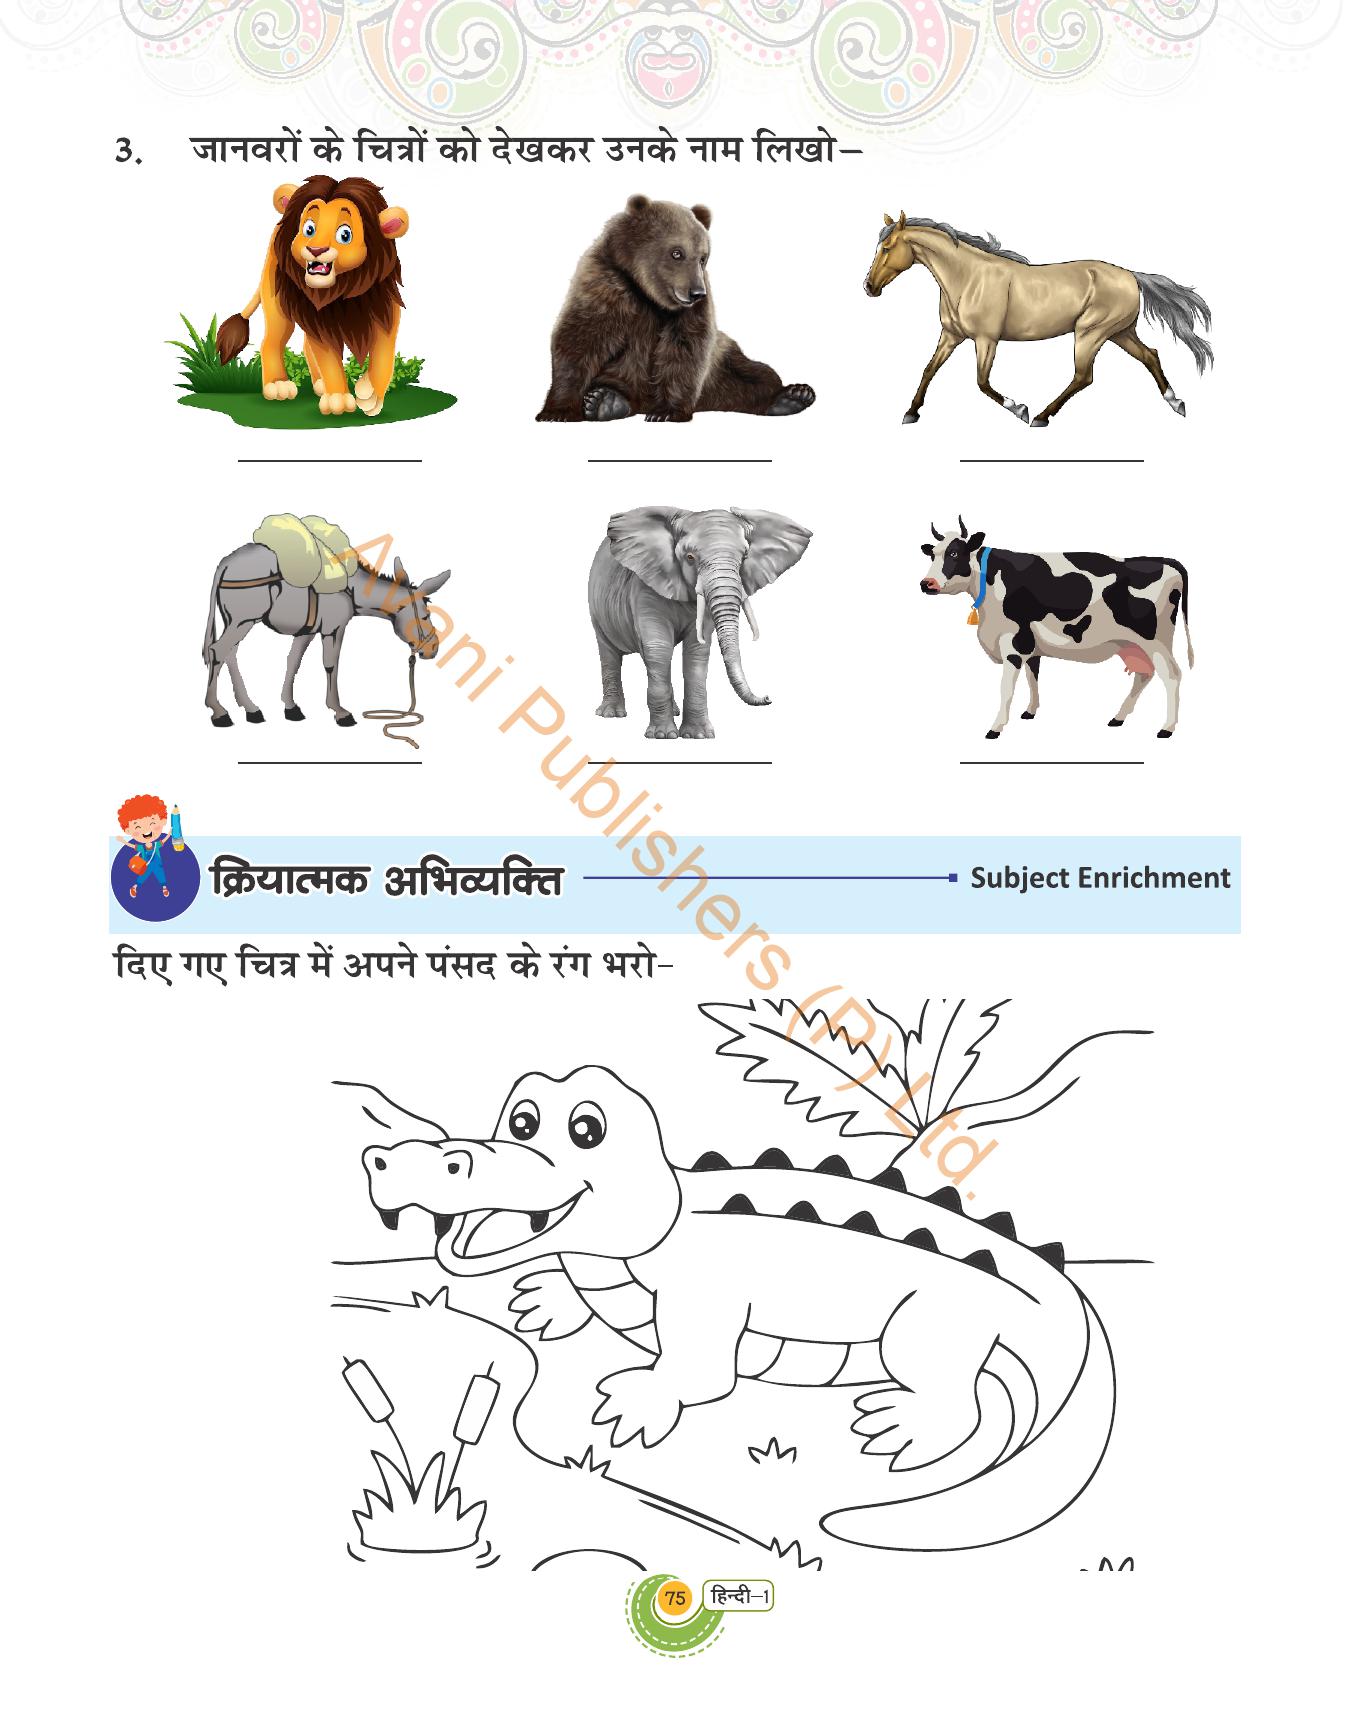 3. जानवरों के चित्रों को देखकर उनके नाम लिखो–
क्रियात्मक अभिव्यक्ति Subject Enrichment
दिए गए चित्र में अपने पंसद के रंग भरो–
Avani Publishers (P) Ltd.
75 हिन्दी–1